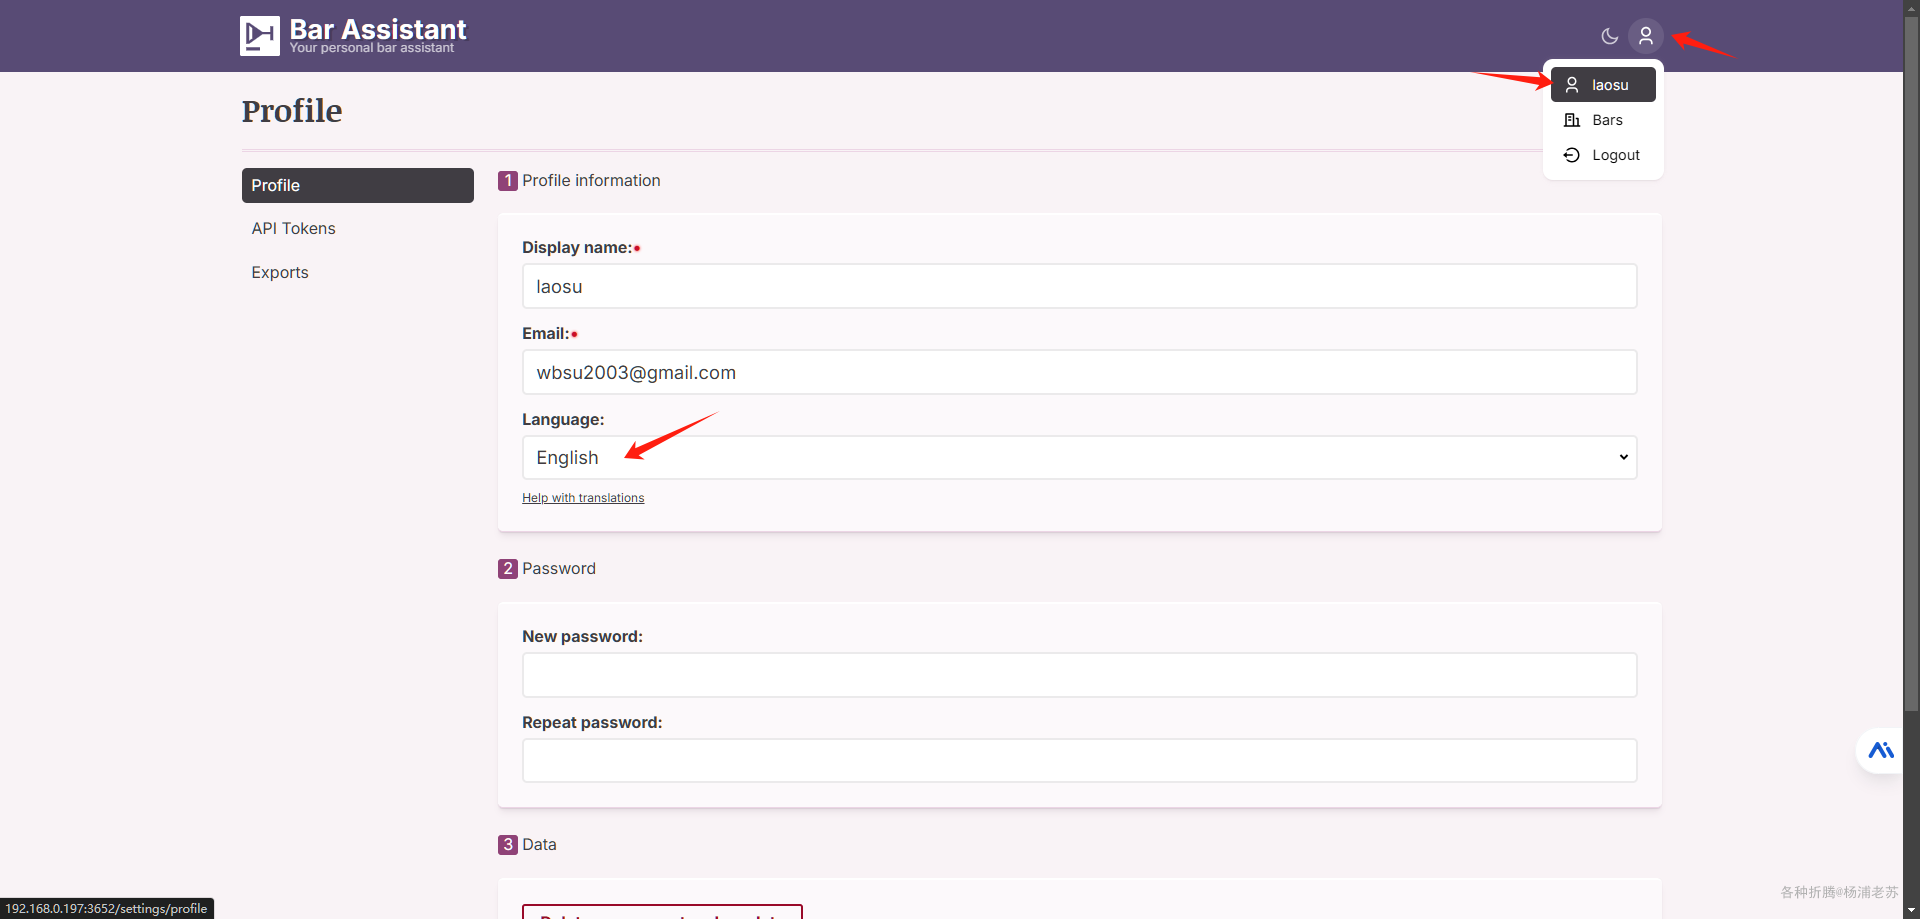 Bar Assistant
Your personal bar assistant
laosu
Bars
Logout
Profile
Profile
API Tokens
Exports
1 Profile information
Display name:
laosu
Email:
wbsu2003@gmail.com
Language:
English
Help with translations
2 Password
New password:
Repeat password:
3 Data
各种折腾@杨浦老苏
192.168.0.197:3652/settings/profile